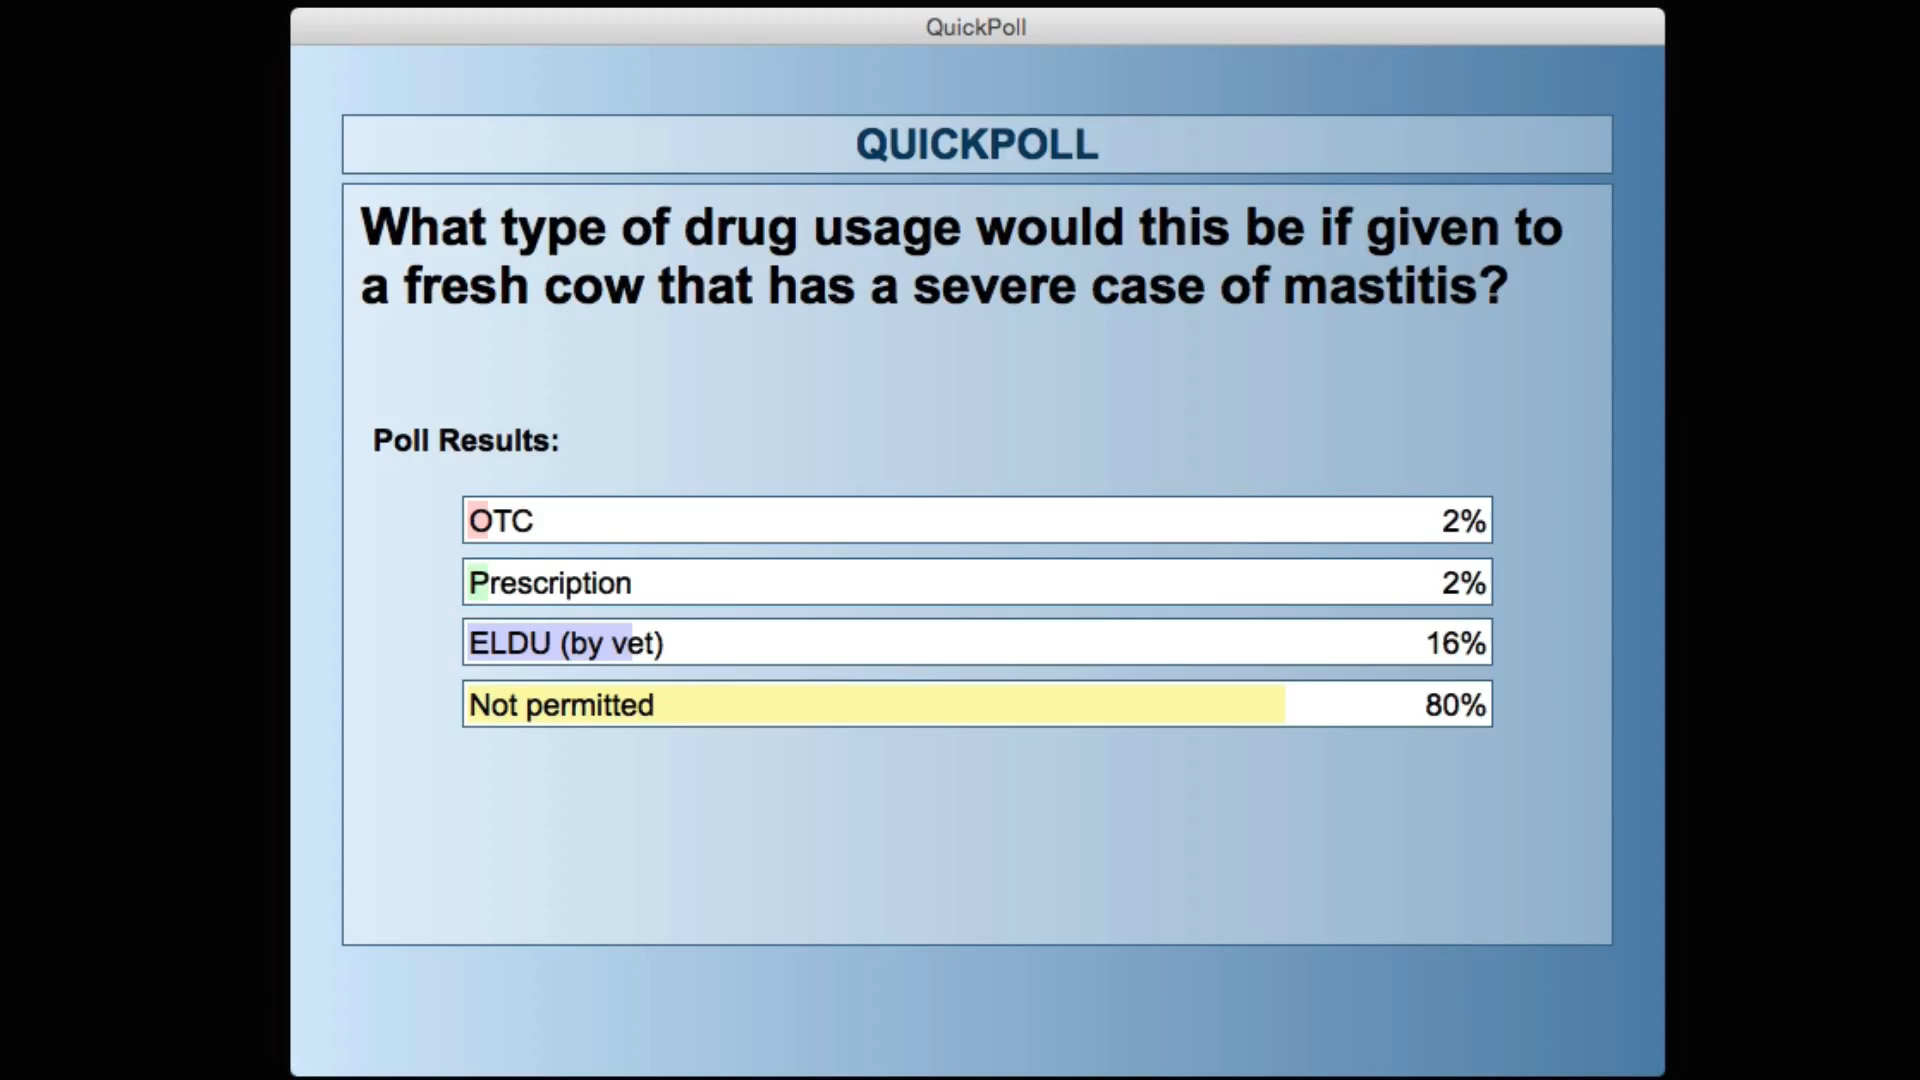 QuickPoll
QUICKPOLL
What type of drug usage would this be if given to
a fresh cow that has a severe case of mastitis?
Poll Results:
OTC 2%
Prescription 2%
ELDU (by vet) 16%
Not permitted 80%